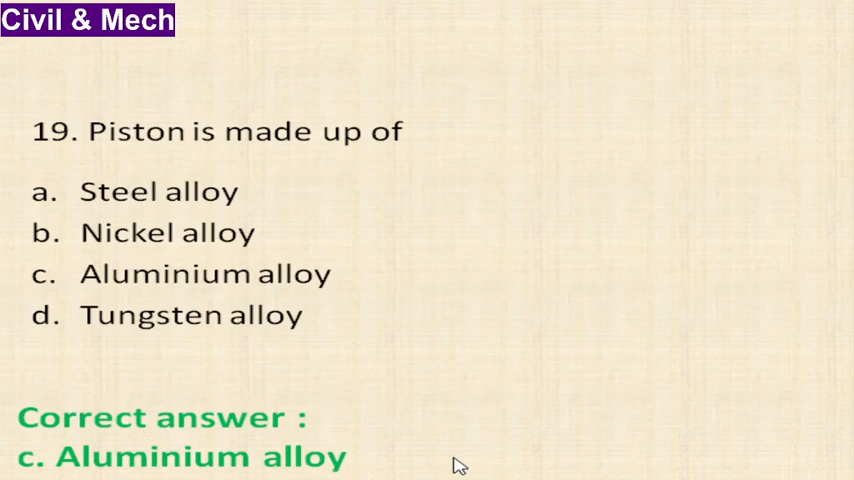 Civil & Mech
19. Piston is made up of
a. Steel alloy
b. Nickel alloy
c. Aluminium alloy
d. Tungsten alloy
Correct answer :
c. Aluminium alloy